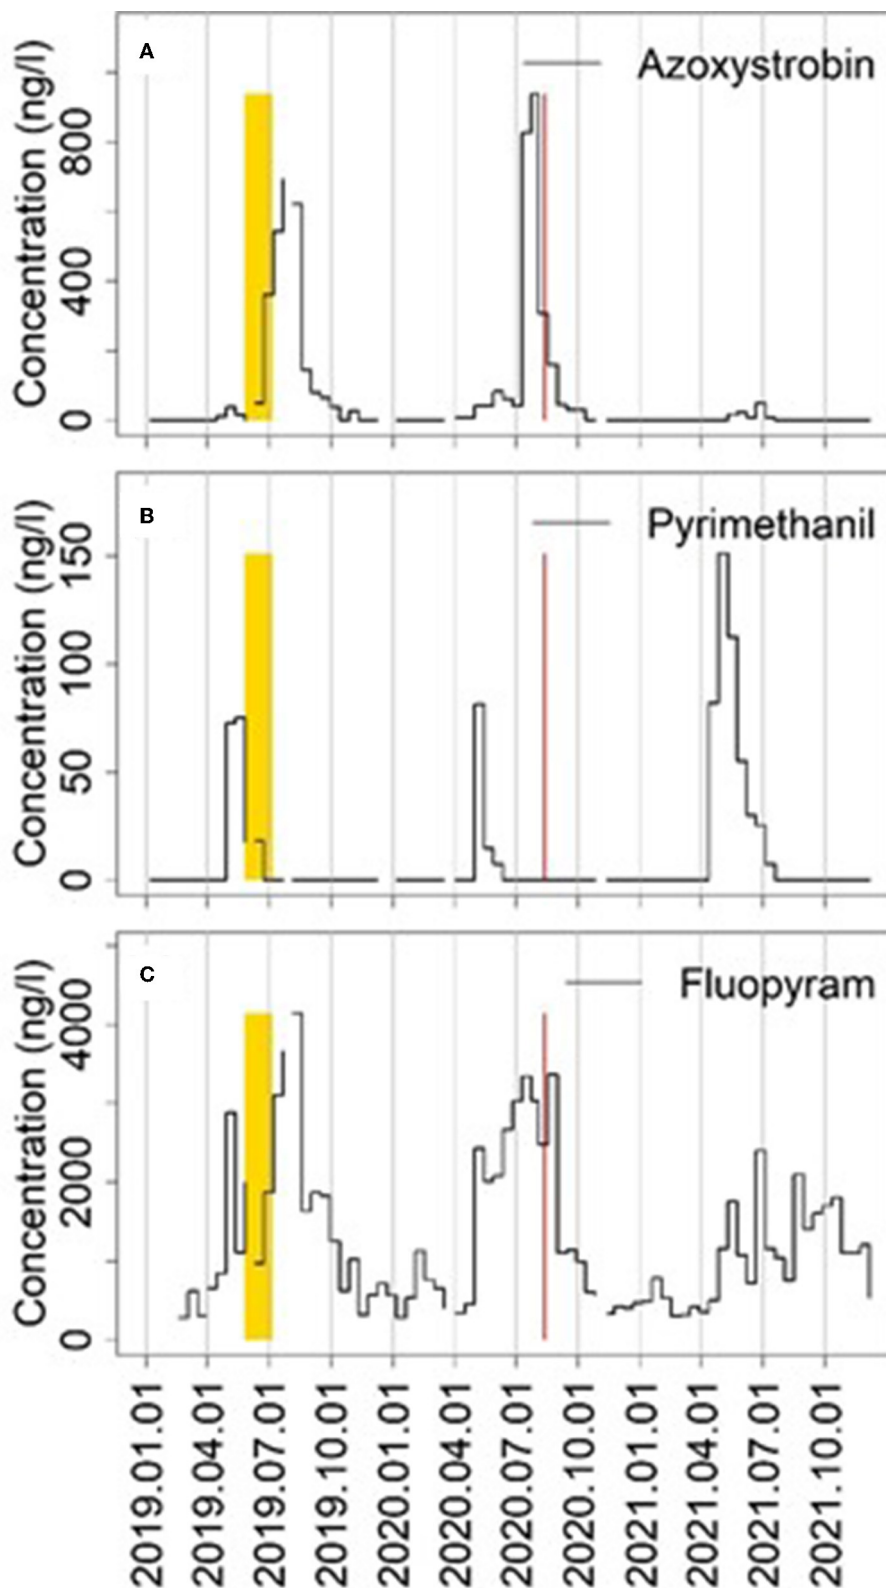 A
Azoxystrobin
Concentration (ng/l)
800
400
0
B
Pyrimethanil
Concentration (ng/l)
150
100
50
0
C
Fluopyram
Concentration (ng/l)
4000
2000
0
2019.01.01
2019.04.01
2019.07.01
2019.10.01
2020.01.01
2020.04.01
2020.07.01
2020.10.01
2021.01.01
2021.04.01
2021.07.01
2021.10.01